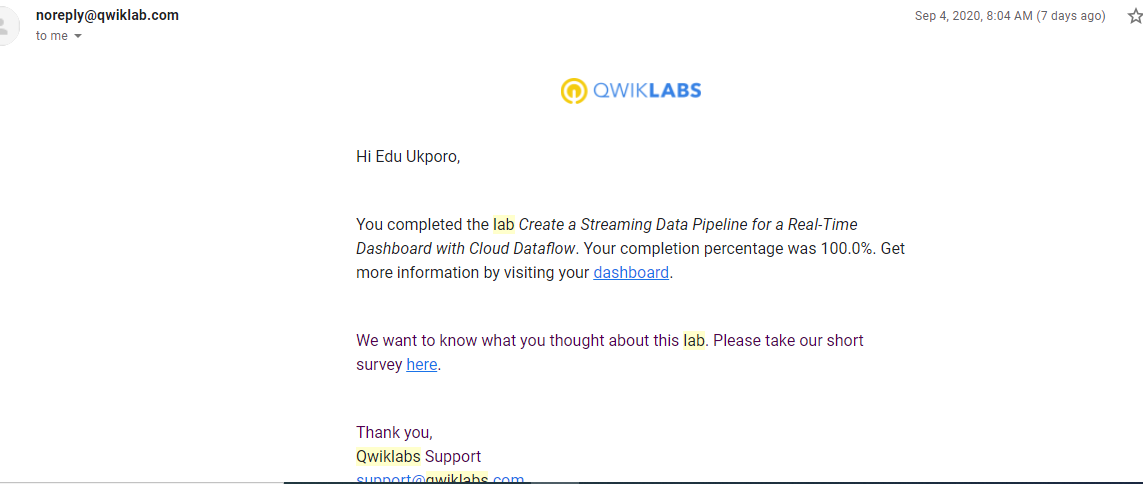 noreply@qwiklab.com
Sep 4, 2020, 8:04 AM (7 days ago)
to me
QWIKLABS
Hi Edu Ukporo,
You completed the lab Create a Streaming Data Pipeline for a Real-Time
Dashboard with Cloud Dataflow. Your completion percentage was 100.0%. Get
more information by visiting your dashboard.
We want to know what you thought about this lab. Please take our short
survey here.
Thank you,
Qwiklabs Support
support@qwiklabs.com